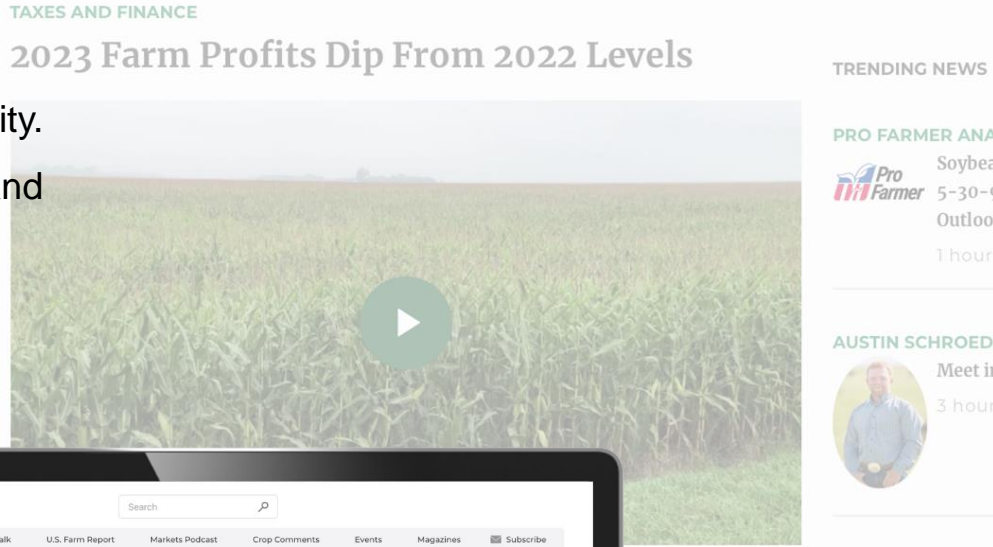 TAXES AND FINANCE
2023 Farm Profits Dip From 2022 Levels
ity.
nd
TRENDING NEWS
PRO FARMER ANA
Pro
Farmer
Soybea
5-30-9
Outloo
1 hour
AUSTIN SCHROED
Meet in
3 hour
Search
alk U.S. Farm Report Markets Podcast Crop Comments Events Magazines Subscribe